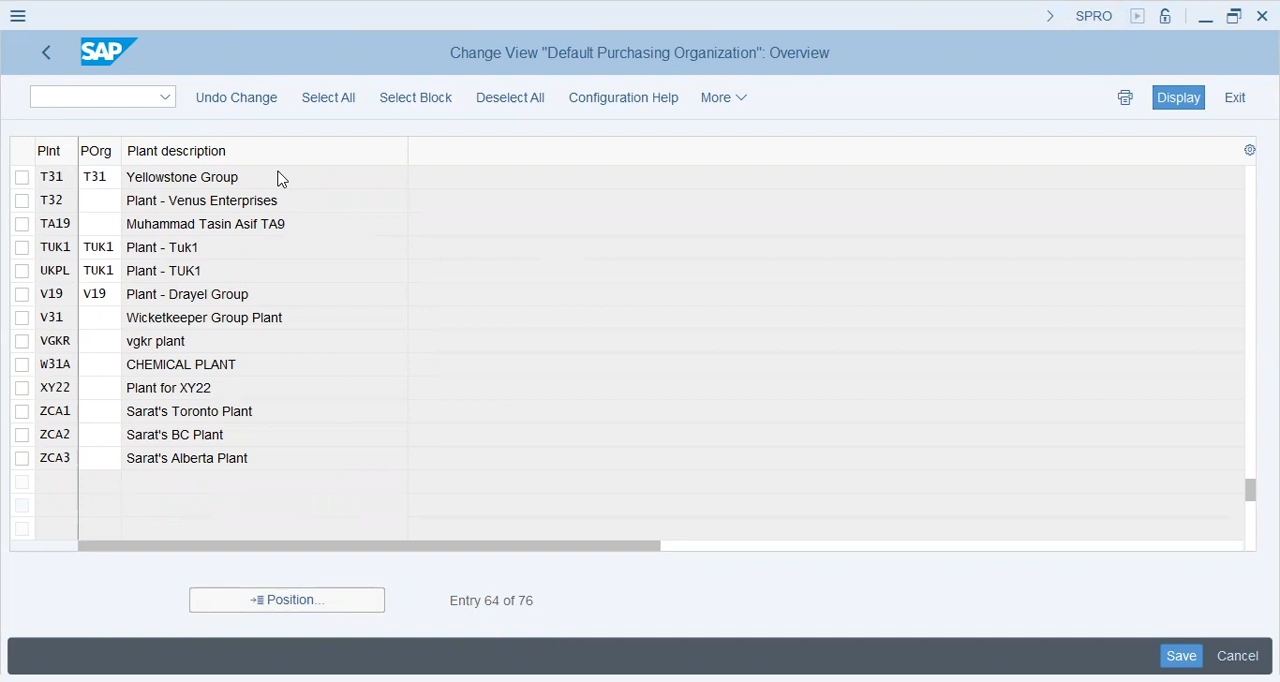 SPRO
SAP
Change View "Default Purchasing Organization": Overview
Undo Change Select All Select Block Deselect All Configuration Help More Display Exit
Plnt POrg Plant description
T31 T31 Yellowstone Group
T32 Plant - Venus Enterprises
TA19 Muhammad Tasin Asif TA9
TUK1 TUK1 Plant - Tuk1
UKPL TUK1 Plant - TUK1
V19 V19 Plant - Drayel Group
V31 Wicketkeeper Group Plant
VGKR vgkr plant
W31A CHEMICAL PLANT
XY22 Plant for XY22
ZCA1 Sarat's Toronto Plant
ZCA2 Sarat's BC Plant
ZCA3 Sarat's Alberta Plant
Position... Entry 64 of 76
Save Cancel